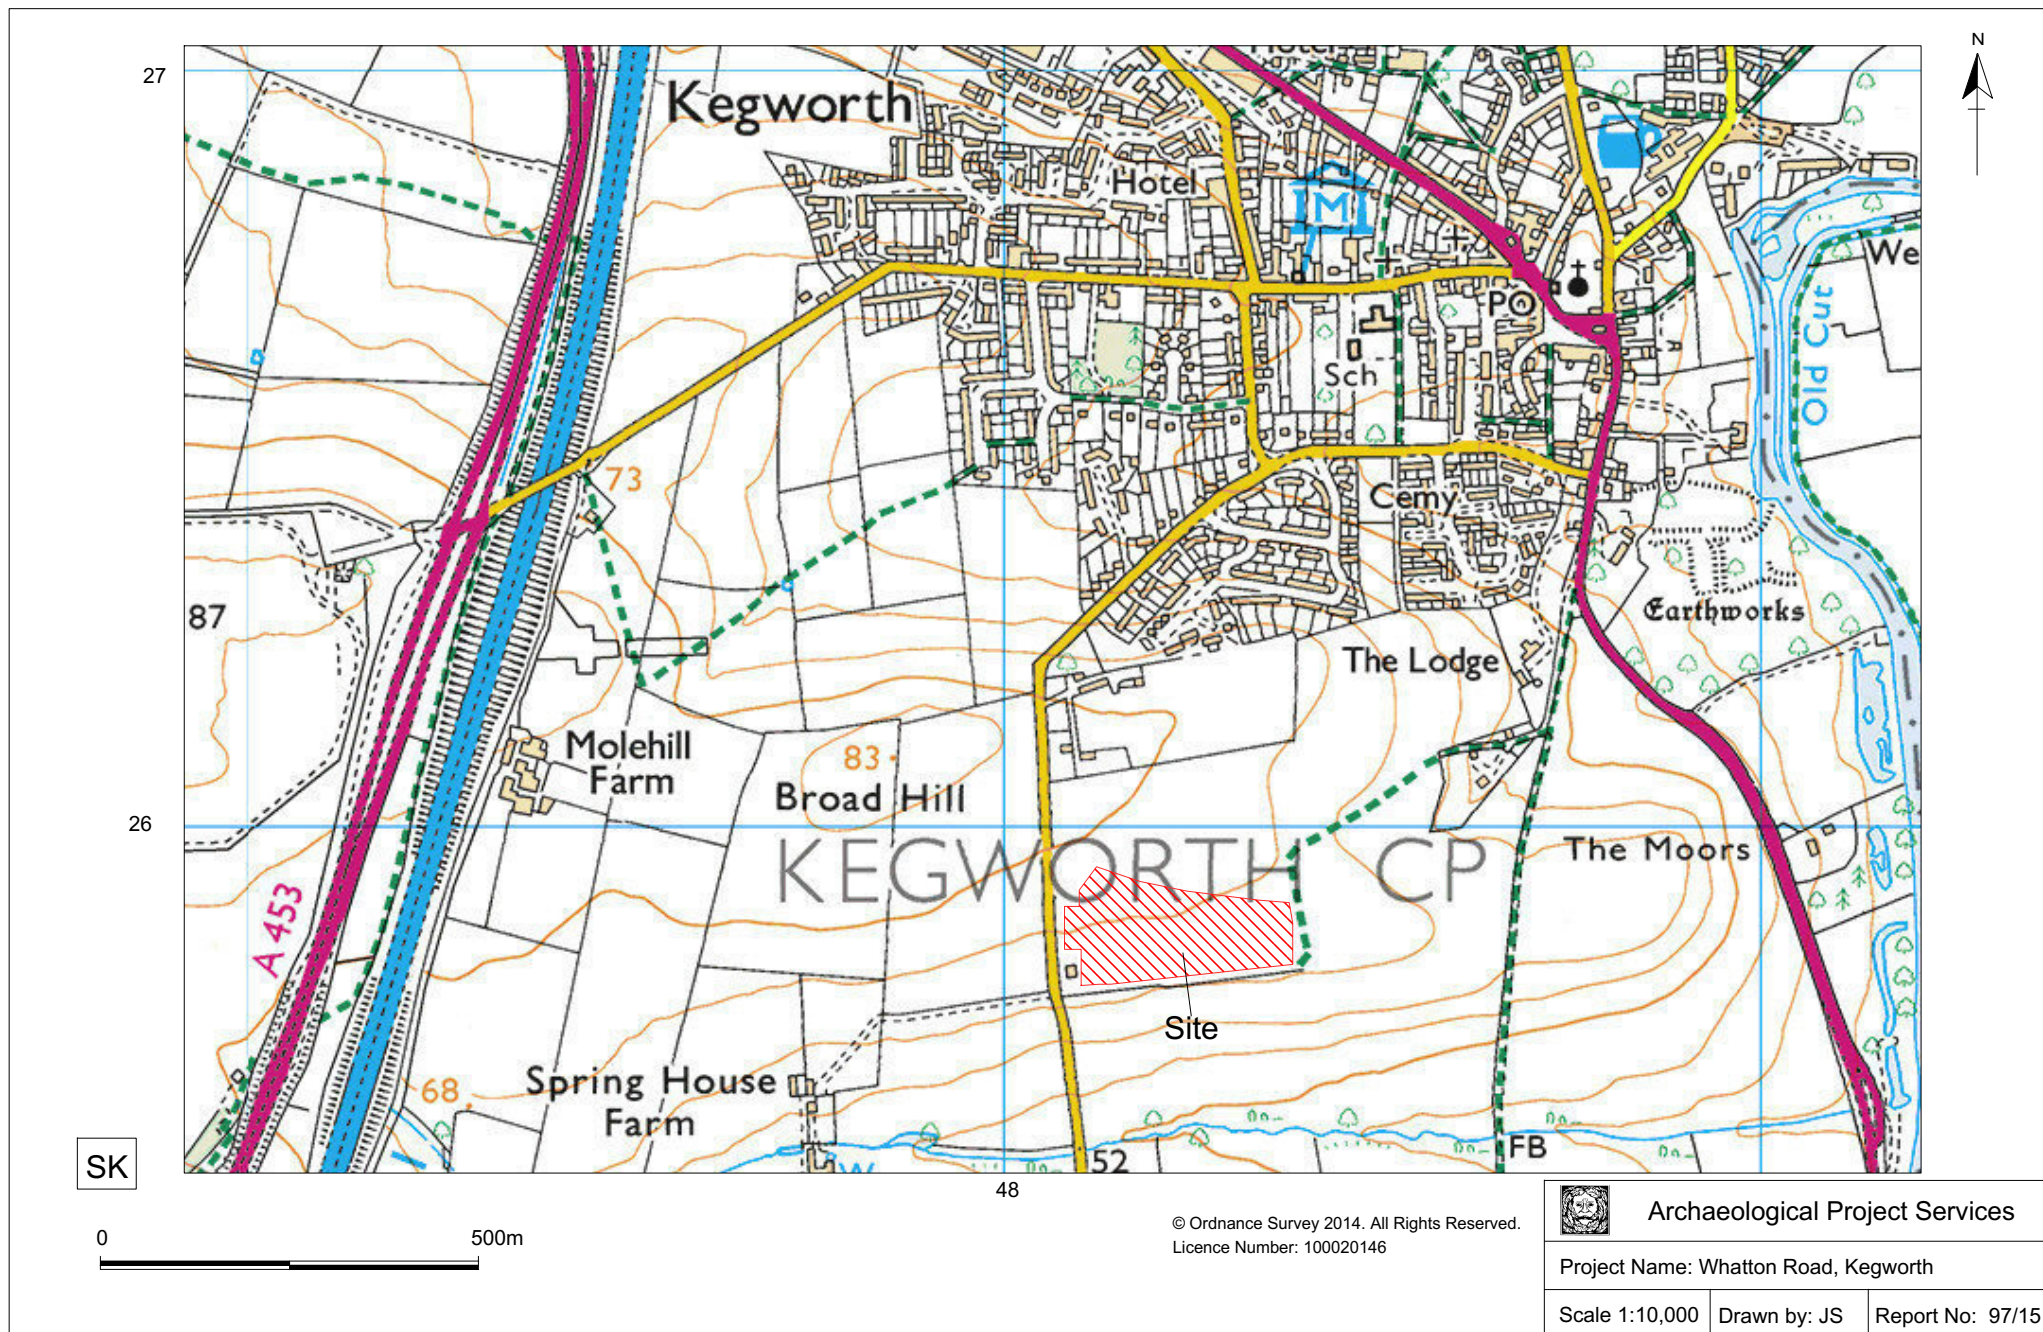 N
27
Hotel
Kegworth
Hotel
M
We
PO
Old Cut
Sch
73
Cemy
87
Earthworks
The Lodge
Molehill
Farm
83
Broad Hill
26
KEGWORTH CP
The Moors
A 453
Site
Spring House
Farm
68
FB
52
W
SK
48
0
500m
© Ordnance Survey 2014. All Rights Reserved.
Licence Number: 100020146
Archaeological Project Services
Project Name: Whatton Road, Kegworth
Scale 1:10,000
Drawn by: JS
Report No: 97/15